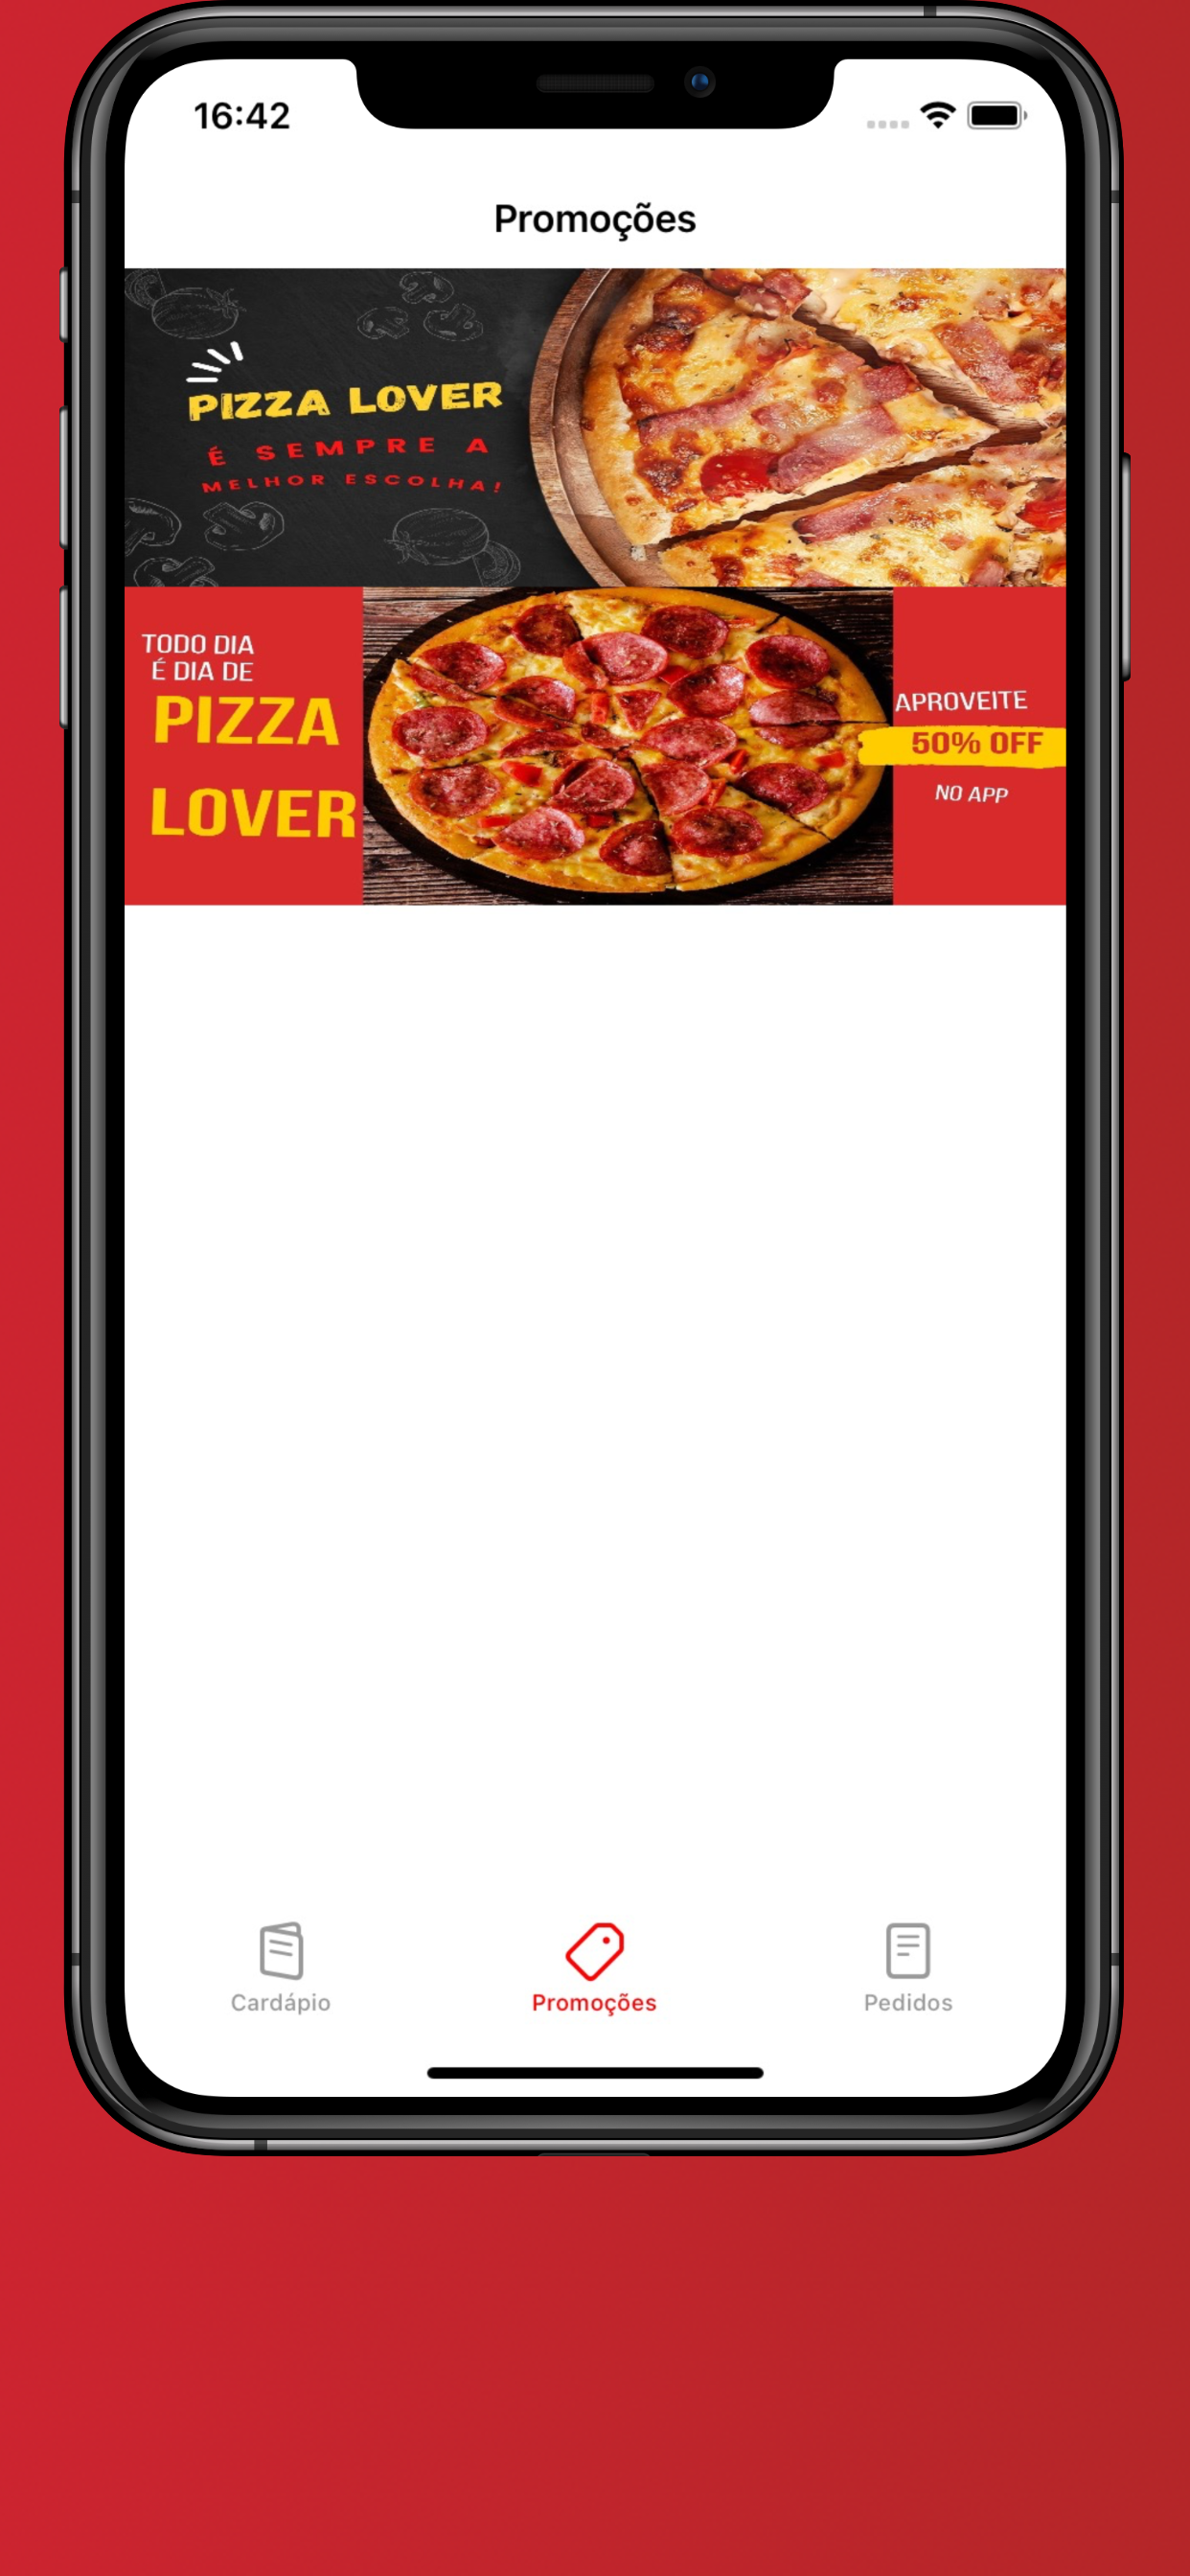 16:42
Promoções
PIZZA LOVER
É SEMPRE A
MELHOR ESCOLHA!
TODO DIA
É DIA DE
PIZZA
LOVER
APROVEITE
50% OFF
NO APP
Cardápio
Promoções
Pedidos